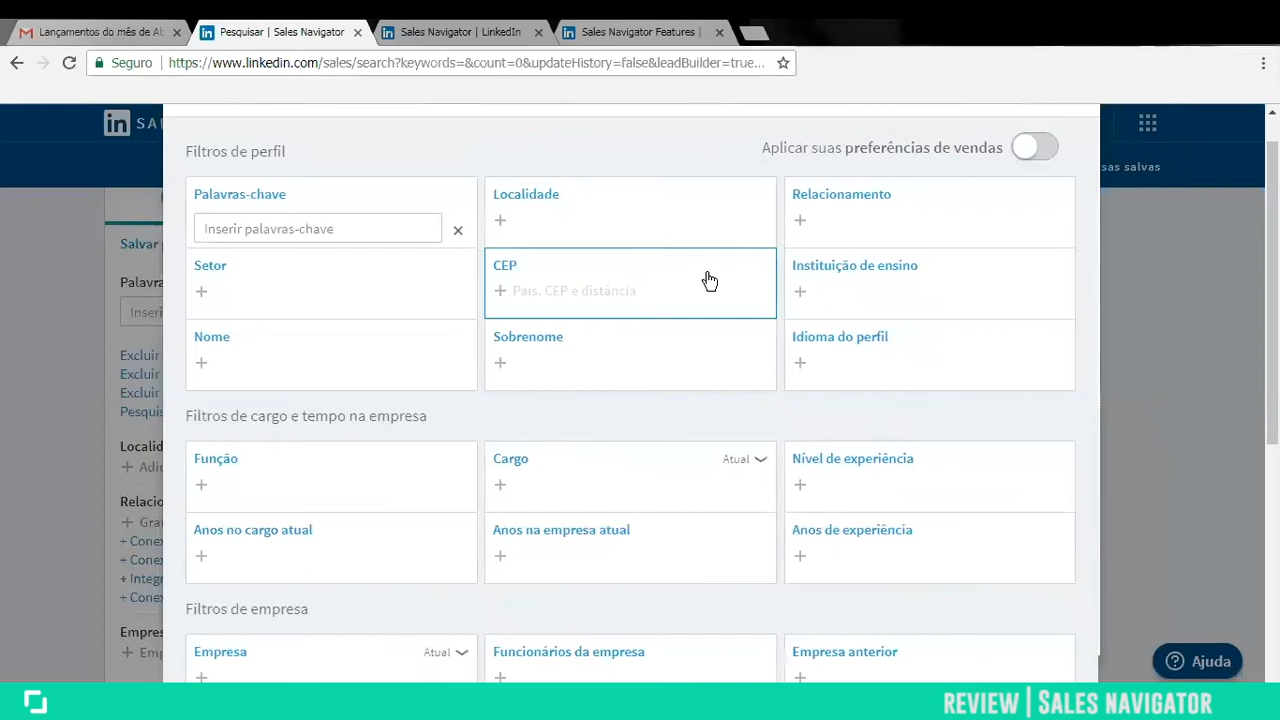 Lançamentos do mês de Ab
Pesquisar | Sales Navigator
Sales Navigator | LinkedIn
Sales Navigator Features |
Seguro
https://www.linkedin.com/sales/search?keywords=&count=0&updateHistory=false&leadBuilder=true...
in SA
Filtros de perfil
Aplicar suas preferências de vendas
sas salvas
Palavras-chave
Localidade
Relacionamento
Inserir palavras-chave
Salvar
Setor
CEP
Instituição de ensino
País, CEP e distância
Palavra
Inseri
Nome
Sobrenome
Idioma do perfil
Excluir
Excluir
Excluir
Pesqui
Filtros de cargo e tempo na empresa
Localid
Adic
Função
Cargo
Atual
Nível de experiência
Relacio
Gra
Anos no cargo atual
Anos na empresa atual
Anos de experiência
+ Conex
+ Conex
+ Integr
+ Conex
Filtros de empresa
Empres
Emp
Empresa
Atual
Funcionários da empresa
Empresa anterior
Ajuda
REVIEW | SALES NAVIGATOR